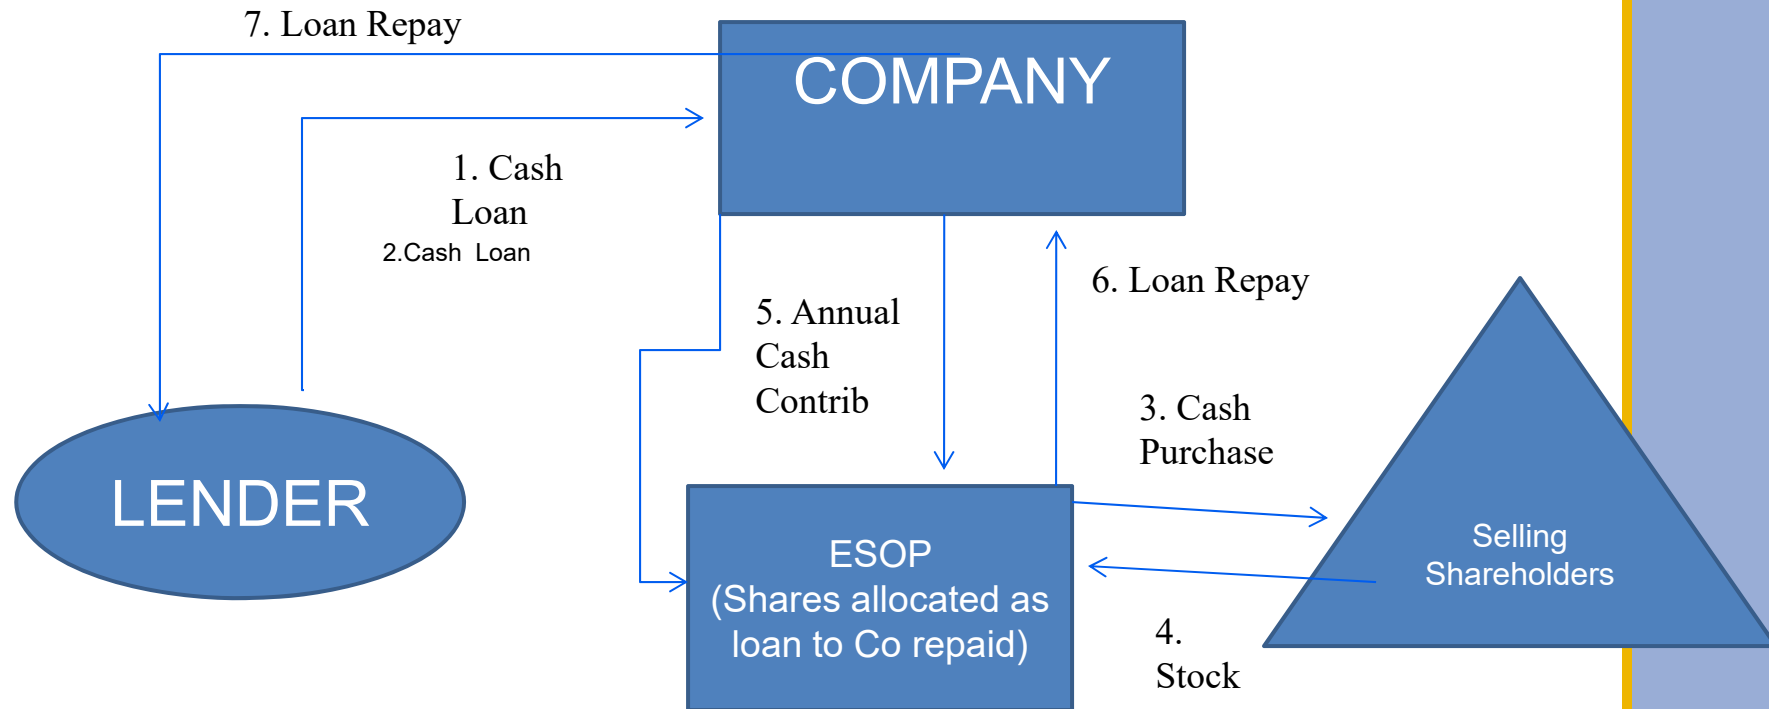 7. Loan Repay
COMPANY
1. Cash
Loan
2.Cash  Loan
6. Loan Repay
5. Annual
Cash
Contrib
3. Cash
Purchase
LENDER
ESOP
(Shares allocated as
loan to Co repaid)
Selling
Shareholders
4.
Stock